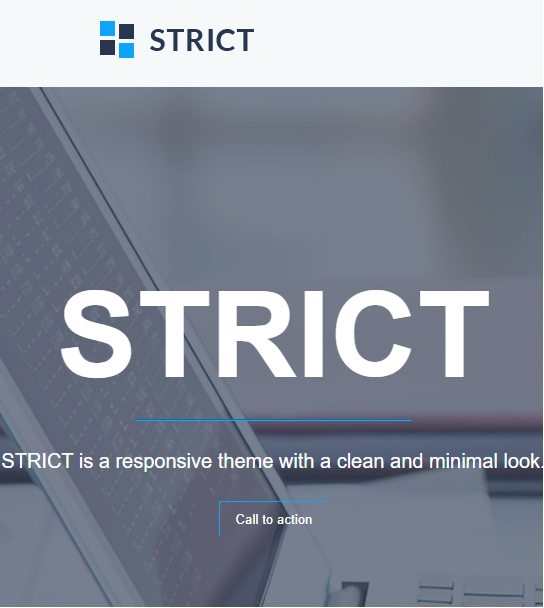 STRICT
STRICT
STRICT is a responsive theme with a clean and minimal look.
Call to action